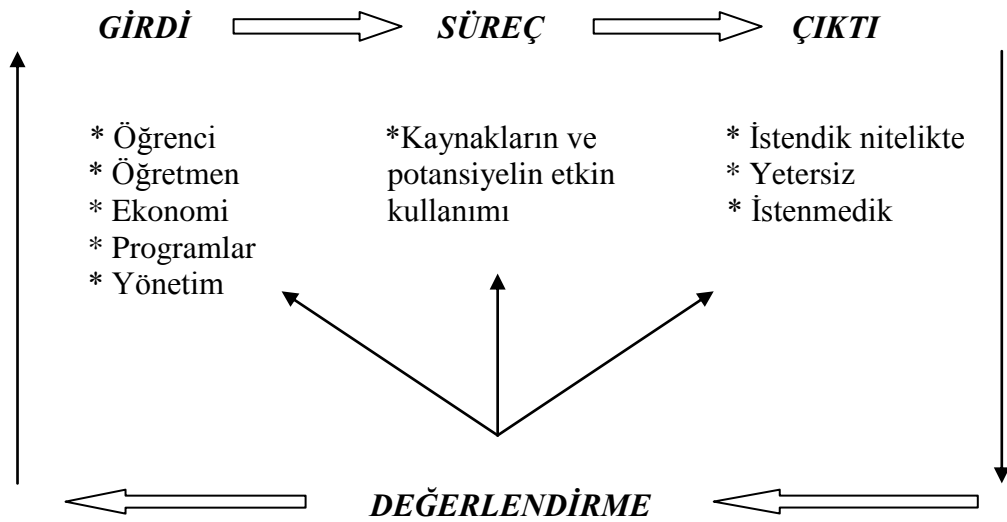 GİRDİ SÜREÇ ÇIKTI
* Öğrenci
* Öğretmen
* Ekonomi
* Programlar
* Yönetim
*Kaynakların ve
potansiyelin etkin
kullanımı
* İstendik nitelikte
* Yetersiz
* İstenmedik
DEĞERLENDİRME